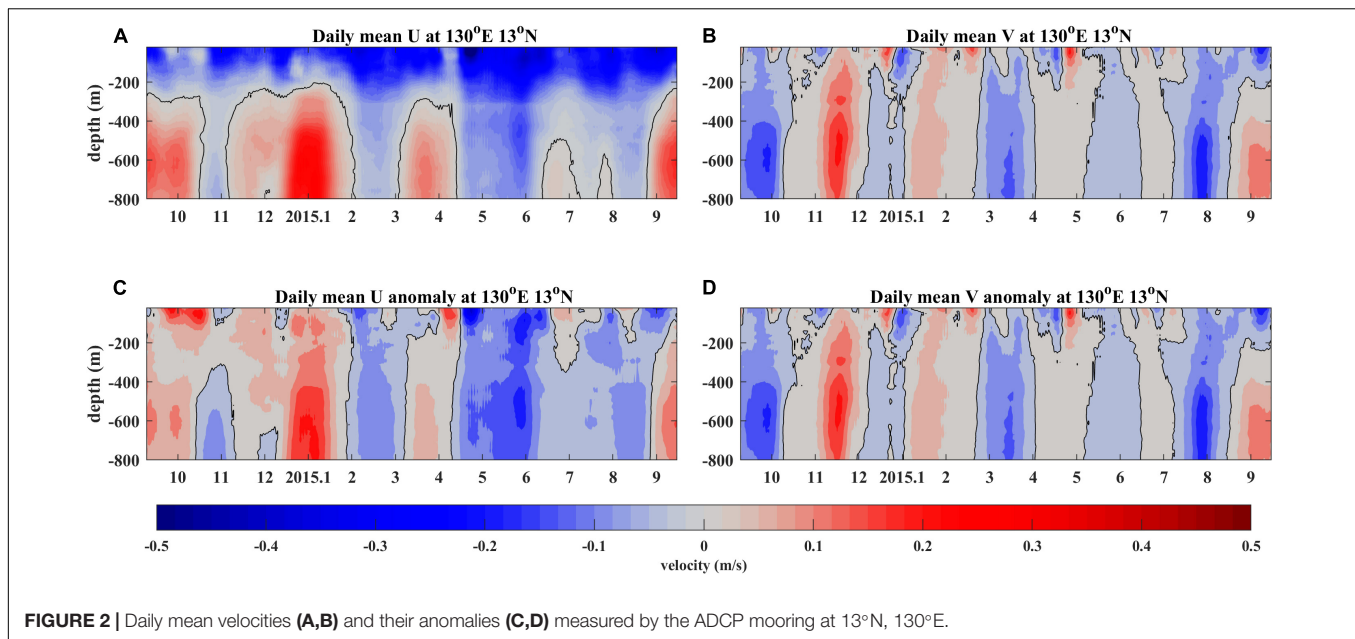 A
Daily mean U at 130°E 13°N
depth (m)
-200
-400
-600
-800
10 11 12 2015.1 2 3 4 5 6 7 8 9
B
Daily mean V at 130°E 13°N
-200
-400
-600
-800
10 11 12 2015.1 2 3 4 5 6 7 8 9
C
Daily mean U anomaly at 130°E 13°N
depth (m)
-200
-400
-600
-800
10 11 12 2015.1 2 3 4 5 6 7 8 9
D
Daily mean V anomaly at 130°E 13°N
-200
-400
-600
-800
10 11 12 2015.1 2 3 4 5 6 7 8 9
-0.5 -0.4 -0.3 -0.2 -0.1 0 0.1 0.2 0.3 0.4 0.5
velocity (m/s)
FIGURE 2 | Daily mean velocities (A,B) and their anomalies (C,D) measured by the ADCP mooring at 13°N, 130°E.